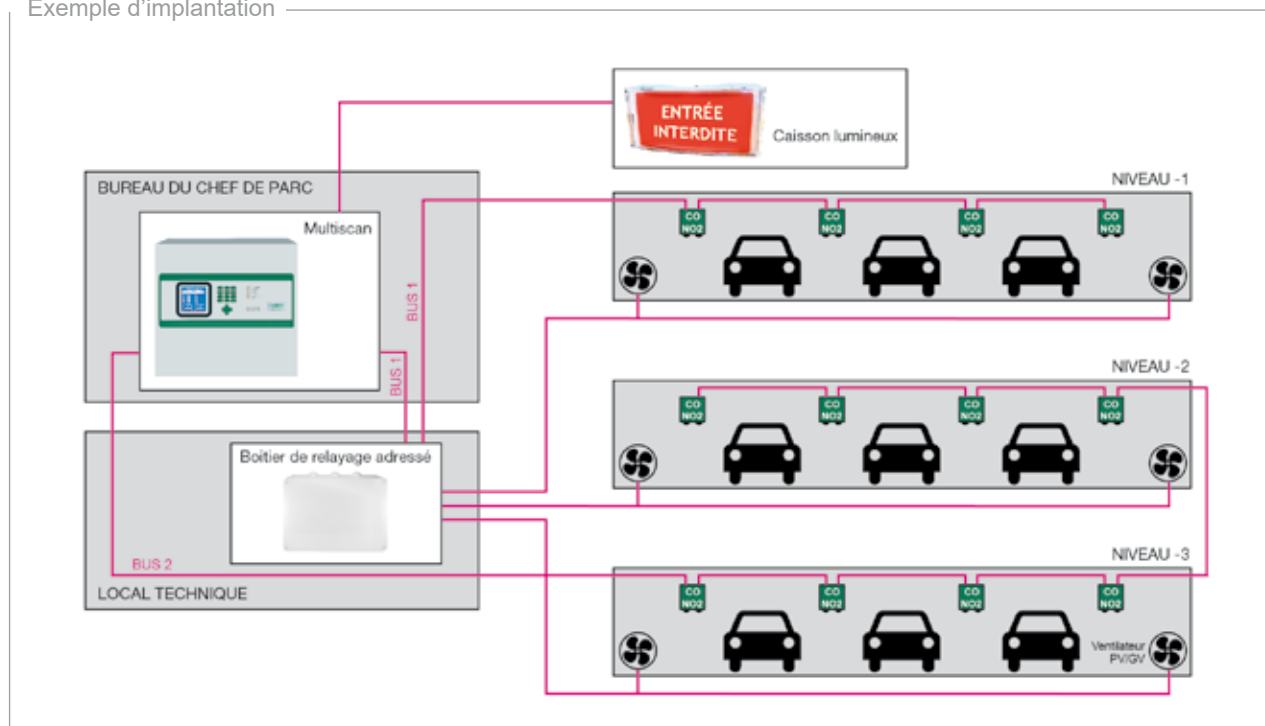 Exemple d'implantation
ENTRÉE
INTERDITE
Caisson lumineux
BUREAU DU CHEF DE PARC
Multiscan
BUS 1
BUS 1
NIVEAU -1
CO
NO2
CO
NO2
CO
NO2
CO
NO2
NIVEAU -2
CO
NO2
CO
NO2
CO
NO2
CO
NO2
Boitier de relayage adressé
BUS 2
LOCAL TECHNIQUE
NIVEAU -3
CO
NO2
CO
NO2
CO
NO2
CO
NO2
Ventilateur
PV/GV